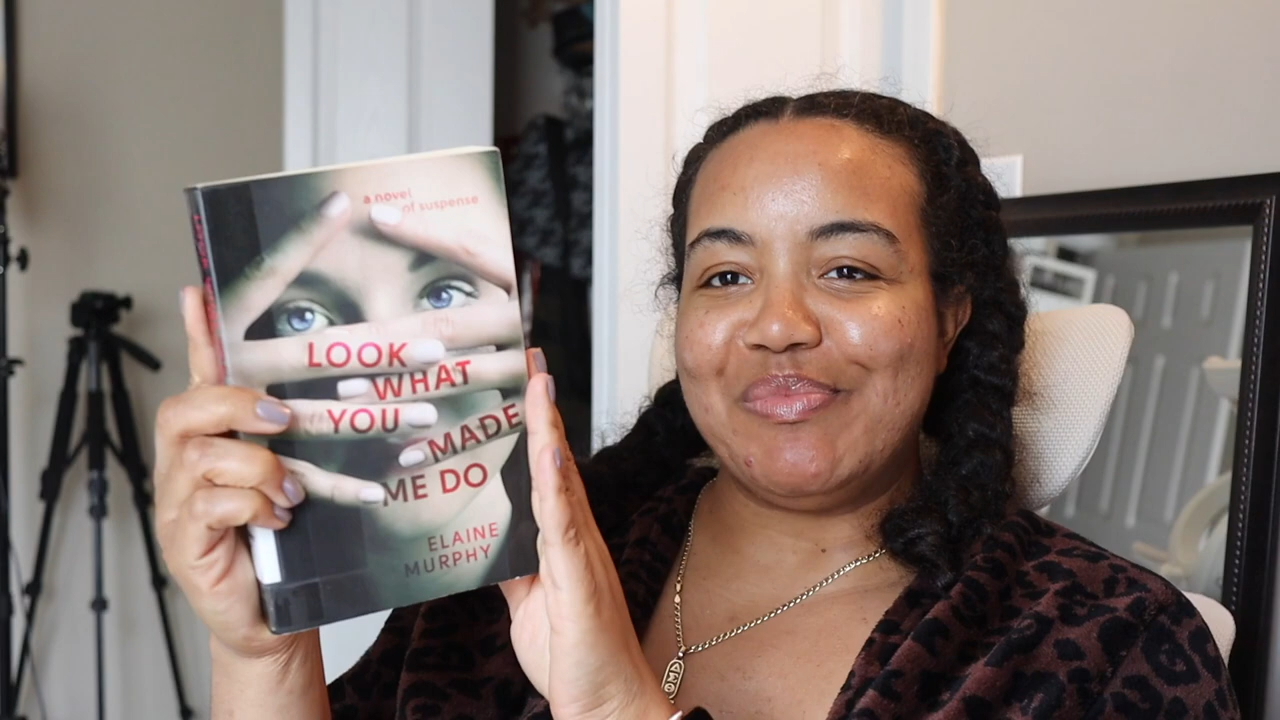 a novel
of suspense
LOOK
WHAT
YOU
MADE
ME DO
ELAINE
MURPHY